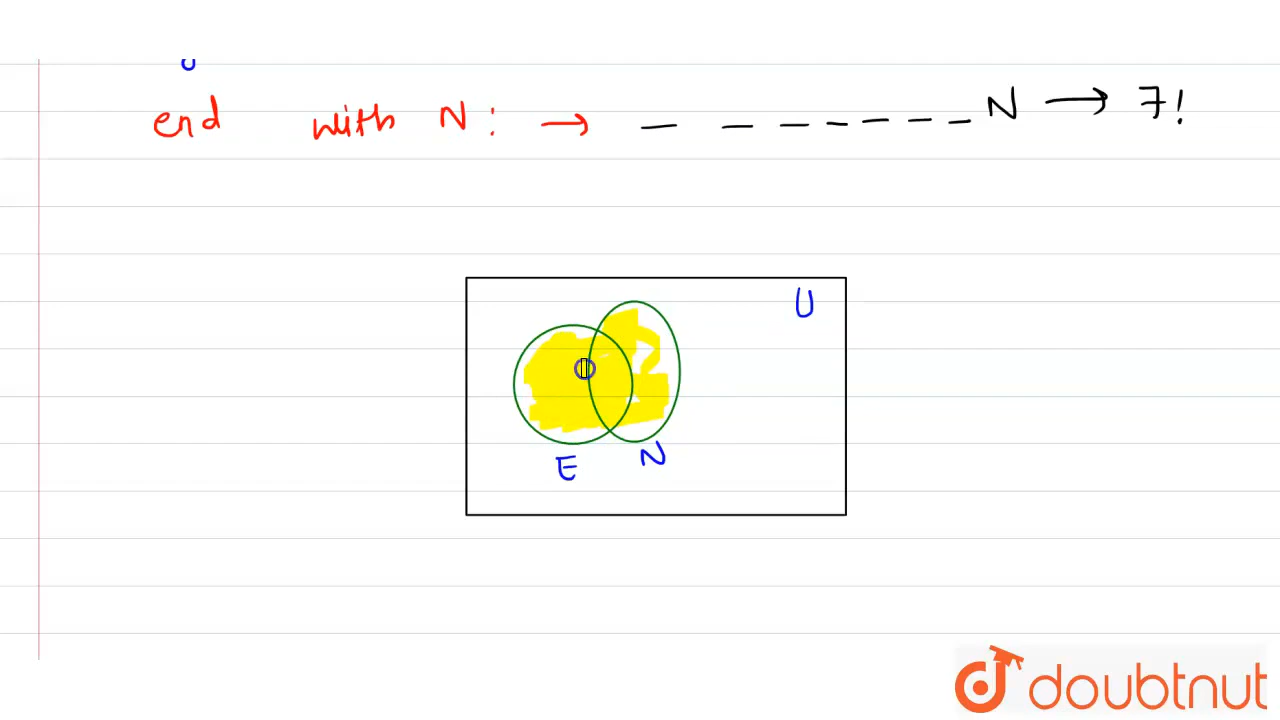 end with N : → _ _ _ _ _ _ _ N → 7!
U
E N
doubtnut